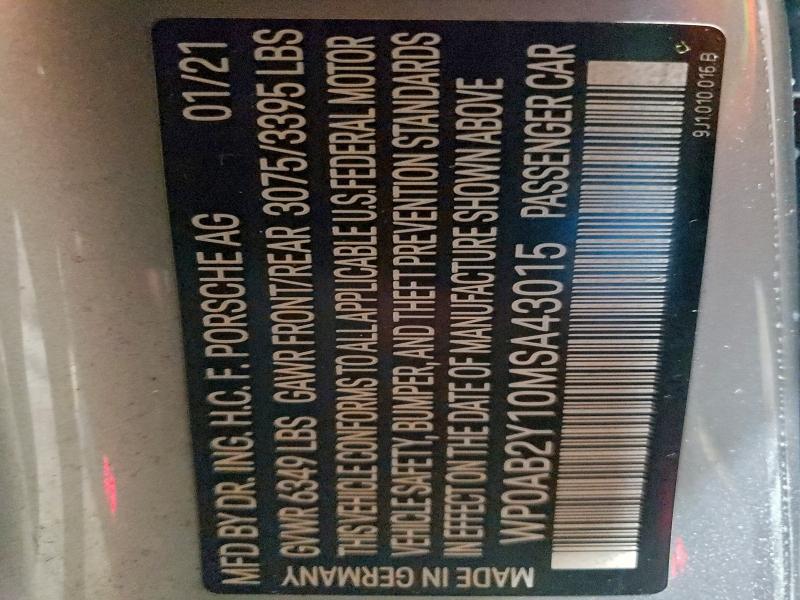 MFD BY DR. ING. H.C. F. PORSCHE AG 01/21
GVWR 6349 LBS GAWR FRONT/REAR 3075/3395 LBS
THIS VEHICLE CONFORMS TO ALL APPLICABLE U.S. FEDERAL MOTOR
VEHICLE SAFETY, BUMPER, AND THEFT PREVENTION STANDARDS
IN EFFECT ON THE DATE OF MANUFACTURE SHOWN ABOVE
WP0AB2Y10MSA43015 PASSENGER CAR
MADE IN GERMANY
9J1.010.016.B